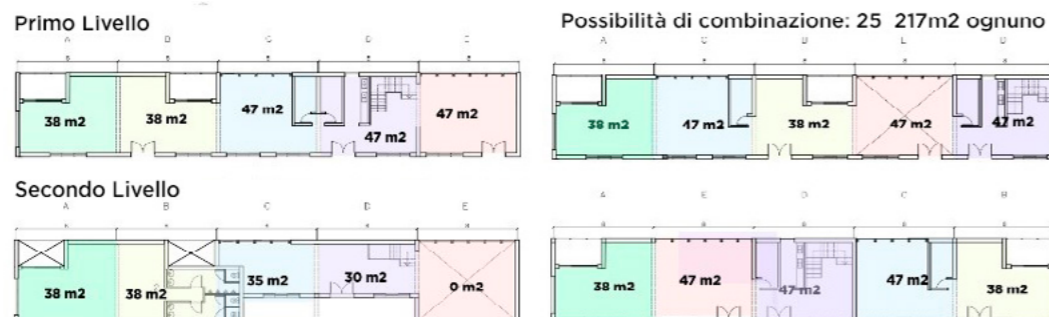 Primo Livello
Possibilità di combinazione: 25 217m2 ognuno
38 m2
38 m2
47 m2
47 m2
47 m2
38 m2
47 m2
38 m2
47 m2
47 m2
Secondo Livello
A B C D E
38 m2
38 m2
35 m2
30 m2
0 m2
38 m2
47 m2
47 m2
47 m2
38 m2